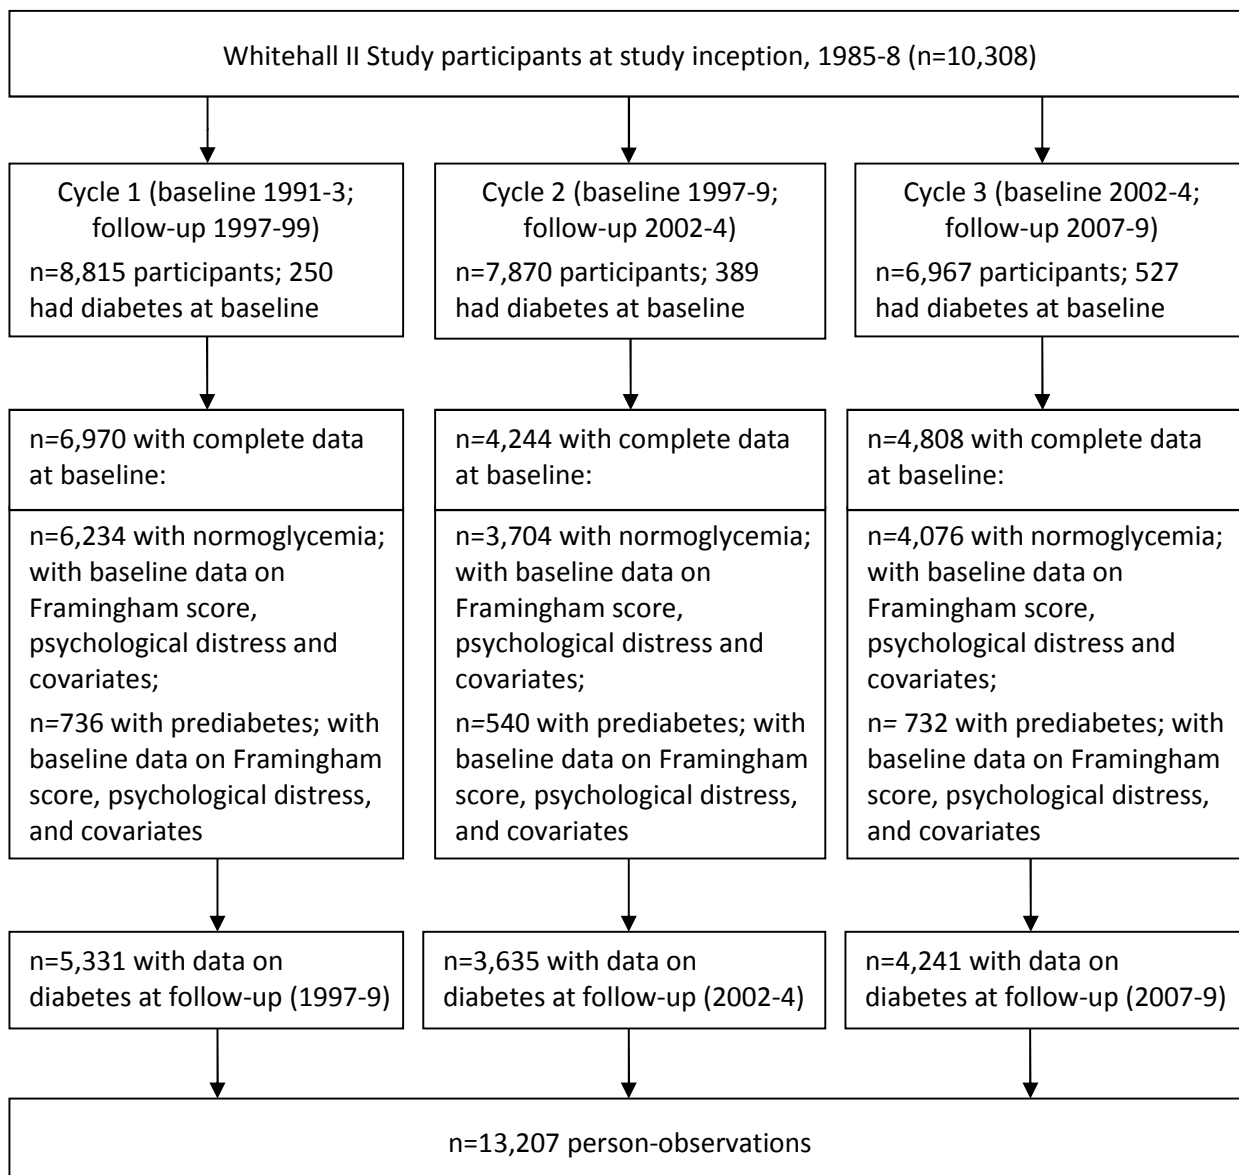 Whitehall II Study participants at study inception, 1985-8 (n=10,308)
Cycle 1 (baseline 1991-3;
follow-up 1997-99)
n=8,815 participants; 250
had diabetes at baseline
Cycle 2 (baseline 1997-9;
follow-up 2002-4)
n=7,870 participants; 389
had diabetes at baseline
Cycle 3 (baseline 2002-4;
follow-up 2007-9)
n=6,967 participants; 527
had diabetes at baseline
n=6,970 with complete data
at baseline:
n=6,234 with normoglycemia;
with baseline data on
Framingham score,
psychological distress and
covariates;
n=736 with prediabetes; with
baseline data on Framingham
score, psychological distress,
and covariates
n=4,244 with complete data
at baseline:
n=3,704 with normoglycemia;
with baseline data on
Framingham score,
psychological distress and
covariates;
n=540 with prediabetes; with
baseline data on Framingham
score, psychological distress,
and covariates
n=4,808 with complete data
at baseline:
n=4,076 with normoglycemia;
with baseline data on
Framingham score,
psychological distress and
covariates;
n= 732 with prediabetes; with
baseline data on Framingham
score, psychological distress,
and covariates
n=5,331 with data on
diabetes at follow-up (1997-9)
n=3,635 with data on
diabetes at follow-up (2002-4)
n=4,241 with data on
diabetes at follow-up (2007-9)
n=13,207 person-observations